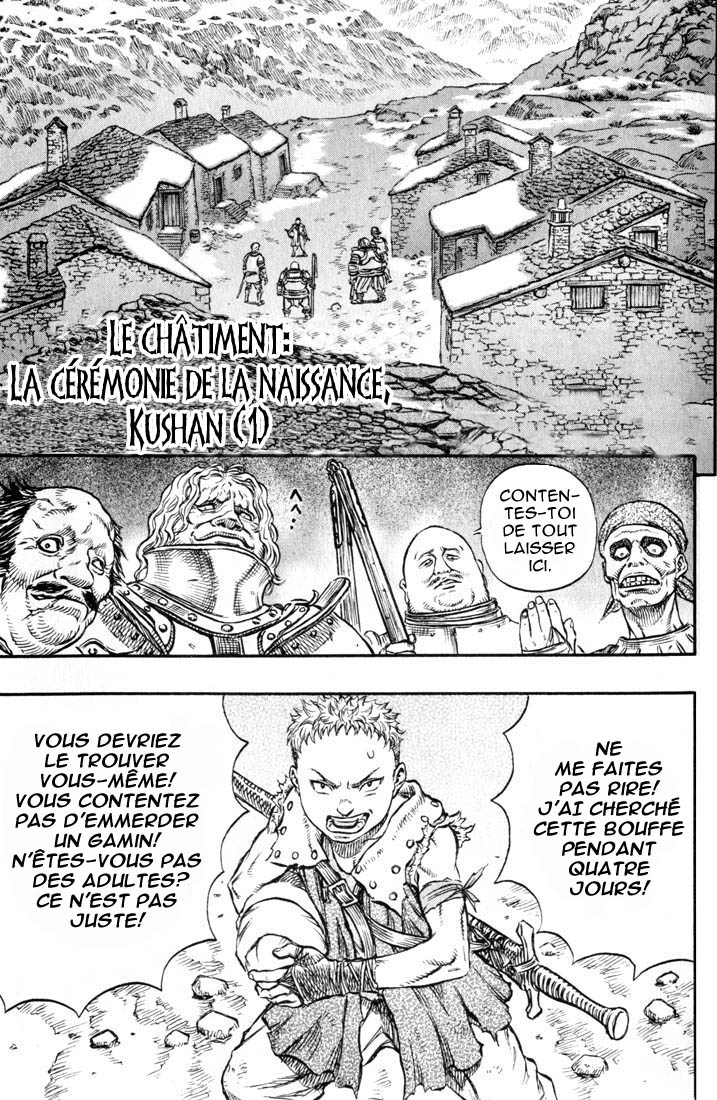 Le châtiment:
La cérémonie de la naissance,
Kushan (1)
CONTEN-
TES-TOI
DE TOUT
LAISSER
ICI.
NE
ME FAITES
PAS RIRE!
J'AI CHERCHÉ
CETTE BOUFFE
PENDANT
QUATRE
JOURS!
VOUS DEVRIEZ
LE TROUVER
VOUS-MÊME!
VOUS CONTENTEZ
PAS D'EMMERDER
UN GAMIN!
N'ÊTES-VOUS PAS
DES ADULTES?
CE N'EST PAS
JUSTE!